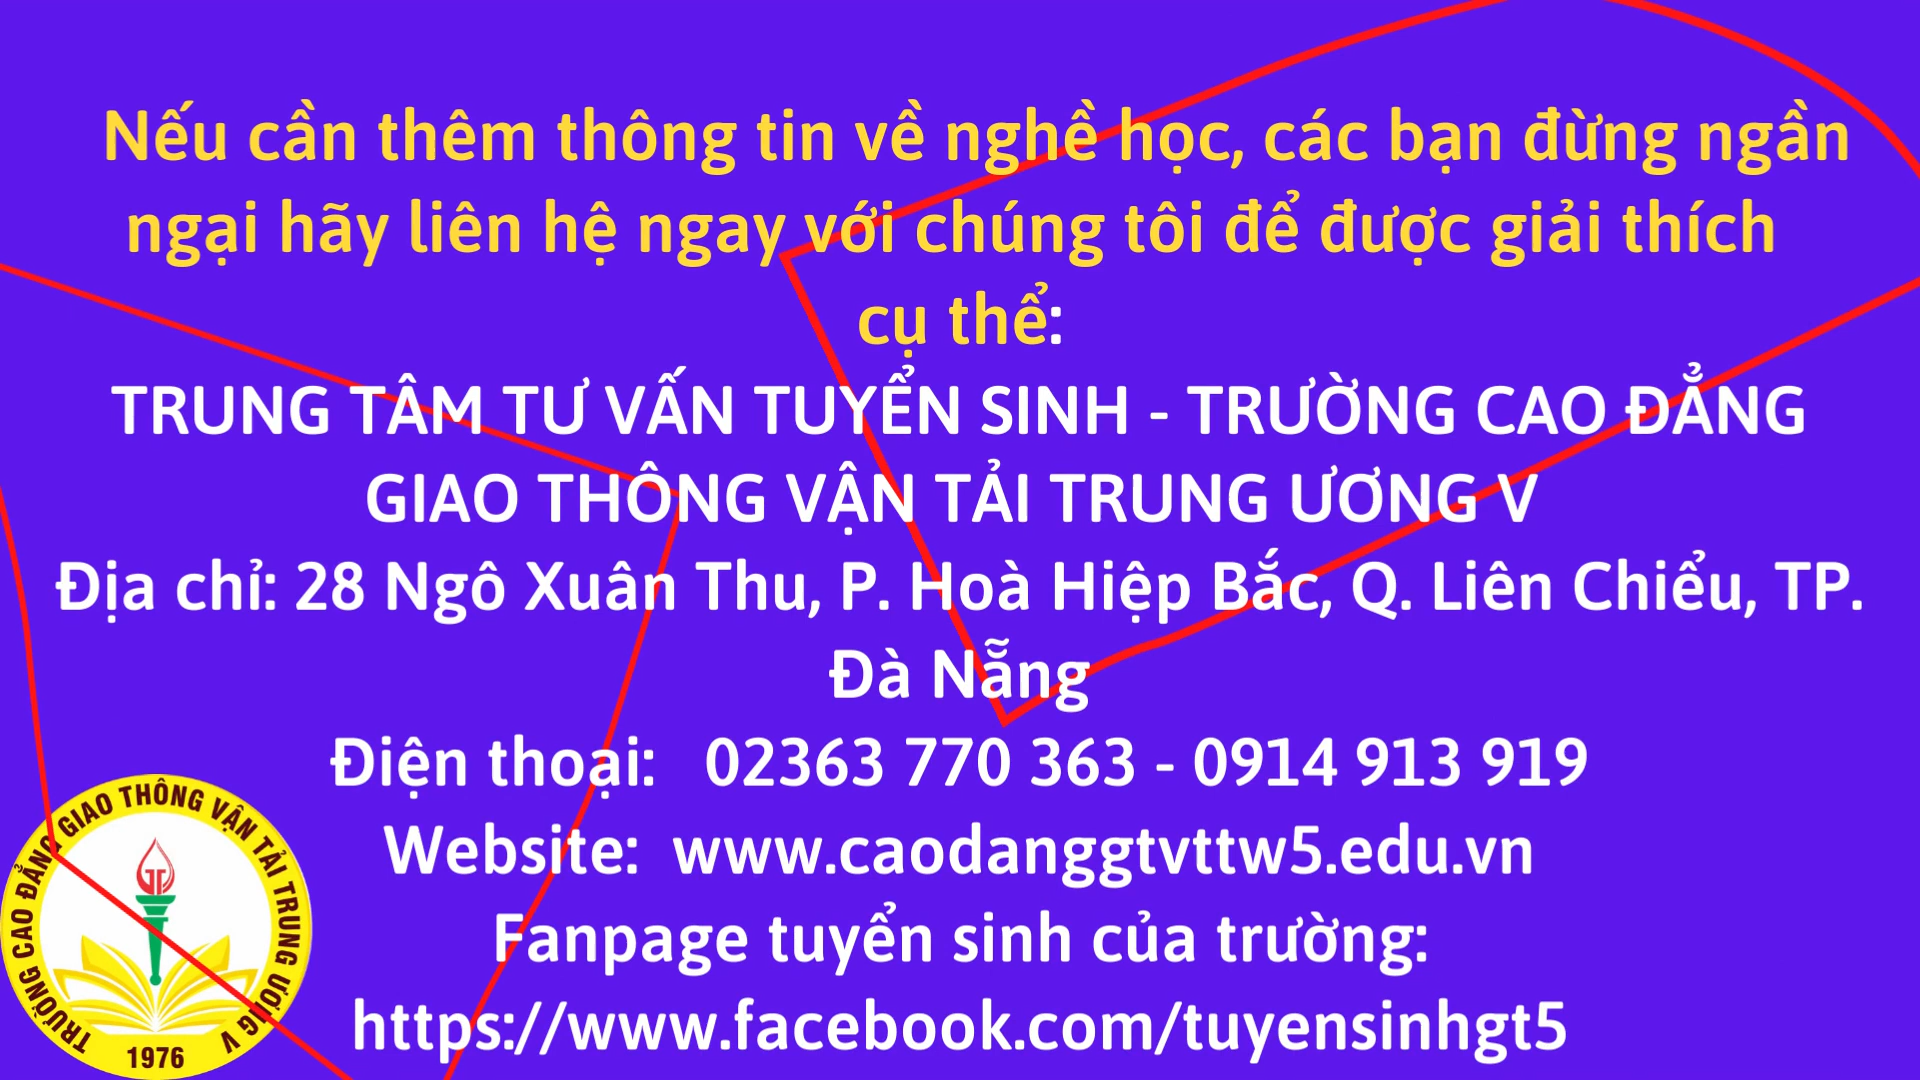 Nếu cần thêm thông tin về nghề học, các bạn đừng ngần
ngại hãy liên hệ ngay với chúng tôi để được giải thích
cụ thể:
TRUNG TÂM TƯ VẤN TUYỂN SINH - TRƯỜNG CAO ĐẲNG
GIAO THÔNG VẬN TẢI TRUNG ƯƠNG V
Địa chỉ: 28 Ngô Xuân Thu, P. Hoà Hiệp Bắc, Q. Liên Chiểu, TP.
Đà Nẵng
Điện thoại: 02363 770 363 - 0914 913 919
Website: www.caodanggtvttw5.edu.vn
Fanpage tuyển sinh của trường:
https://www.facebook.com/tuyensinhgt5
TRƯỜNG CAO ĐẲNG GIAO THÔNG VẬN TẢI TRUNG ƯƠNG V
GT
1976